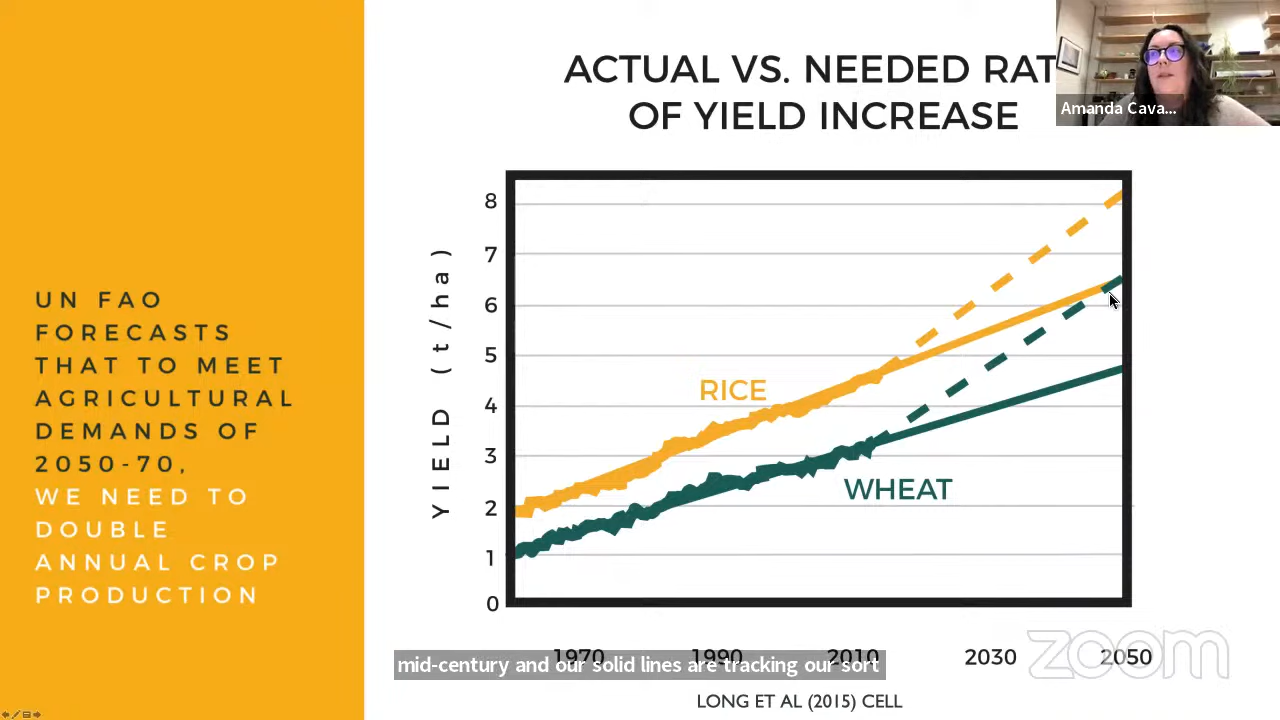 ACTUAL VS. NEEDED RAT
OF YIELD INCREASE
Amanda Cava...
UN FAO
FORECASTS
THAT TO MEET
AGRICULTURAL
DEMANDS OF
2050-70,
WE NEED TO
DOUBLE
ANNUAL CROP
PRODUCTION
YIELD (t/ha)
8
7
6
5
4
3
2
1
0
RICE
WHEAT
1970 1990 2010 2030 2050
mid-century and our solid lines are tracking our sort
zoom
LONG ET AL (2015) CELL